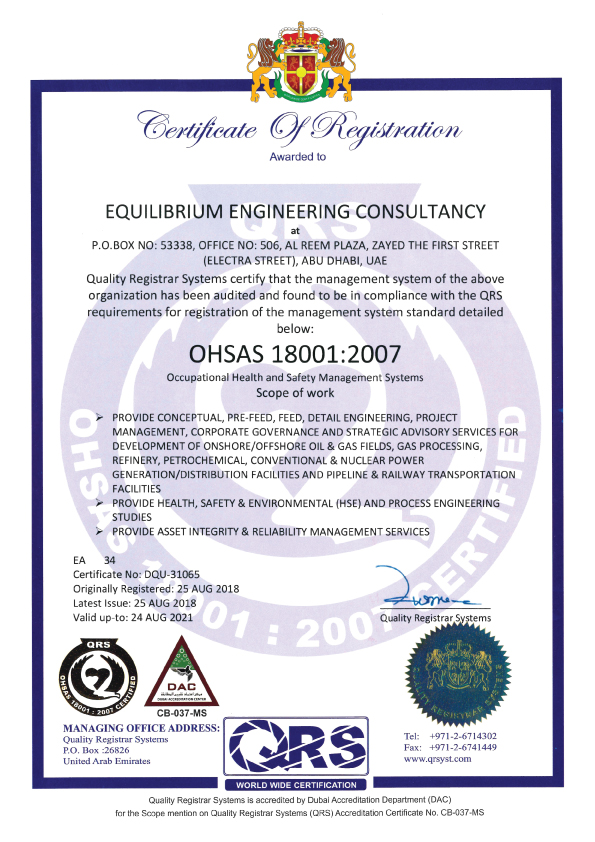 Certificate Of Registration
Awarded to
EQUILIBRIUM ENGINEERING CONSULTANCY
at
P.O.BOX NO: 53338, OFFICE NO: 506, AL REEM PLAZA, ZAYED THE FIRST STREET
(ELECTRA STREET), ABU DHABI, UAE
Quality Registrar Systems certify that the management system of the above
organization has been audited and found to be in compliance with the QRS
requirements for registration of the management system standard detailed
below:
OHSAS 18001:2007
Occupational Health and Safety Management Systems
Scope of work
➢ PROVIDE CONCEPTUAL, PRE-FEED, FEED, DETAIL ENGINEERING, PROJECT
MANAGEMENT, CORPORATE GOVERNANCE AND STRATEGIC ADVISORY SERVICES FOR
DEVELOPMENT OF ONSHORE/OFFSHORE OIL & GAS FIELDS, GAS PROCESSING,
REFINERY, PETROCHEMICAL, CONVENTIONAL & NUCLEAR POWER
GENERATION/DISTRIBUTION FACILITIES AND PIPELINE & RAILWAY TRANSPORTATION
FACILITIES
➢ PROVIDE HEALTH, SAFETY & ENVIRONMENTAL (HSE) AND PROCESS ENGINEERING
STUDIES
➢ PROVIDE ASSET INTEGRITY & RELIABILITY MANAGEMENT SERVICES
QRS
OHSAS 18001 : 2007 CERTIFIED
EA 34
Certificate No: DQU-31065
Originally Registered: 25 AUG 2018
Latest Issue: 25 AUG 2018
Valid up-to: 24 AUG 2021
Quality Registrar Systems
QRS
OHSAS 18001 : 2007 CERTIFIED
DAC
DUBAI ACCREDITATION CENTER
CB-037-MS
MANAGING OFFICE ADDRESS:
Quality Registrar Systems
P.O. Box :26826
United Arab Emirates
QRS
WORLD WIDE CERTIFICATION
Tel: +971-2-6714302
Fax: +971-2-6741449
www.qrsyst.com
Quality Registrar Systems is accredited by Dubai Accreditation Department (DAC)
for the Scope mention on Quality Registrar Systems (QRS) Accreditation Certificate No. CB-037-MS